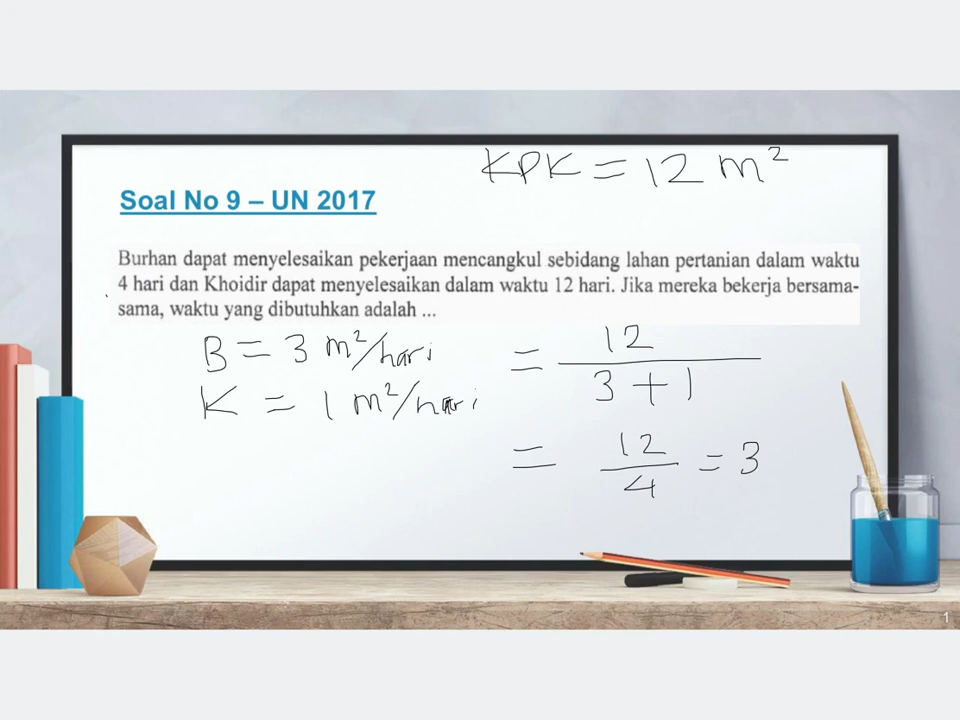 KPK = 12 m²
Soal No 9 – UN 2017
Burhan dapat menyelesaikan pekerjaan mencangkul sebidang lahan pertanian dalam waktu
4 hari dan Khoidir dapat menyelesaikan dalam waktu 12 hari. Jika mereka bekerja bersama-
sama, waktu yang dibutuhkan adalah ...
B = 3 m²/hari
K = 1 m²/hari
= 12
3 + 1
= 12
4 = 3
1